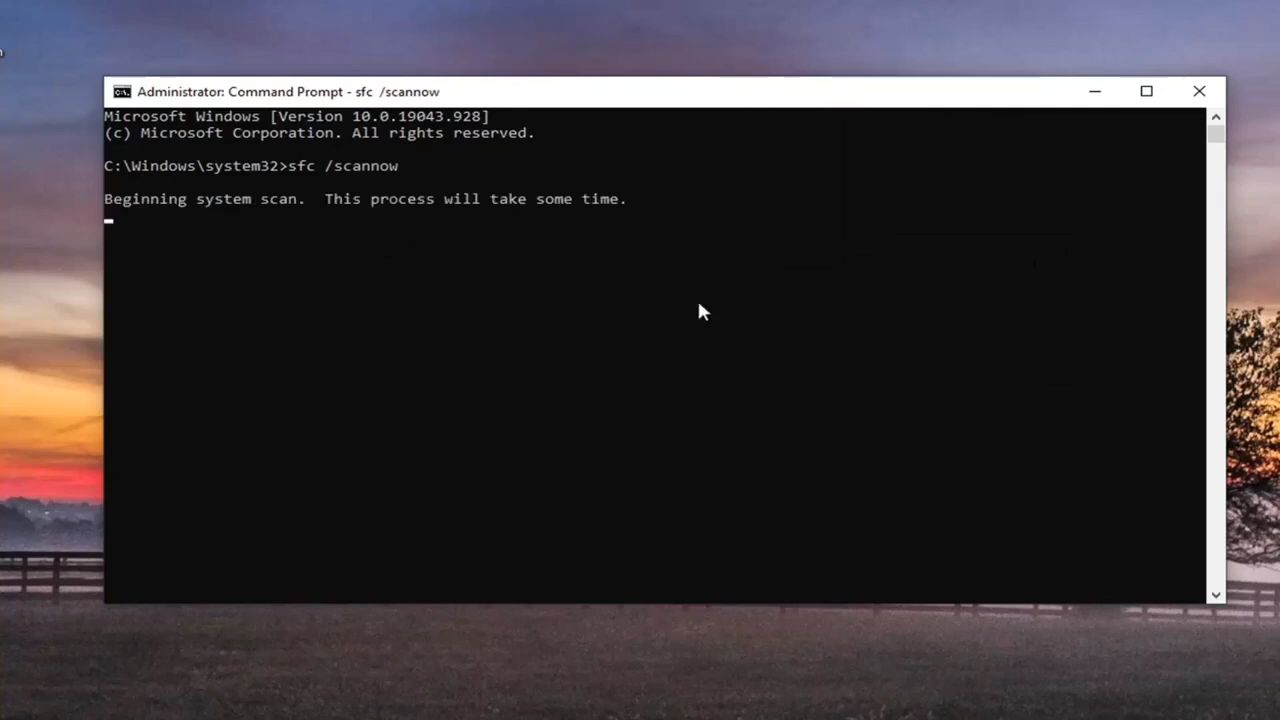 Administrator: Command Prompt - sfc  /scannow
Microsoft Windows [Version 10.0.19043.928]
(c) Microsoft Corporation. All rights reserved.
C:\Windows\system32>sfc /scannow
Beginning system scan.  This process will take some time.